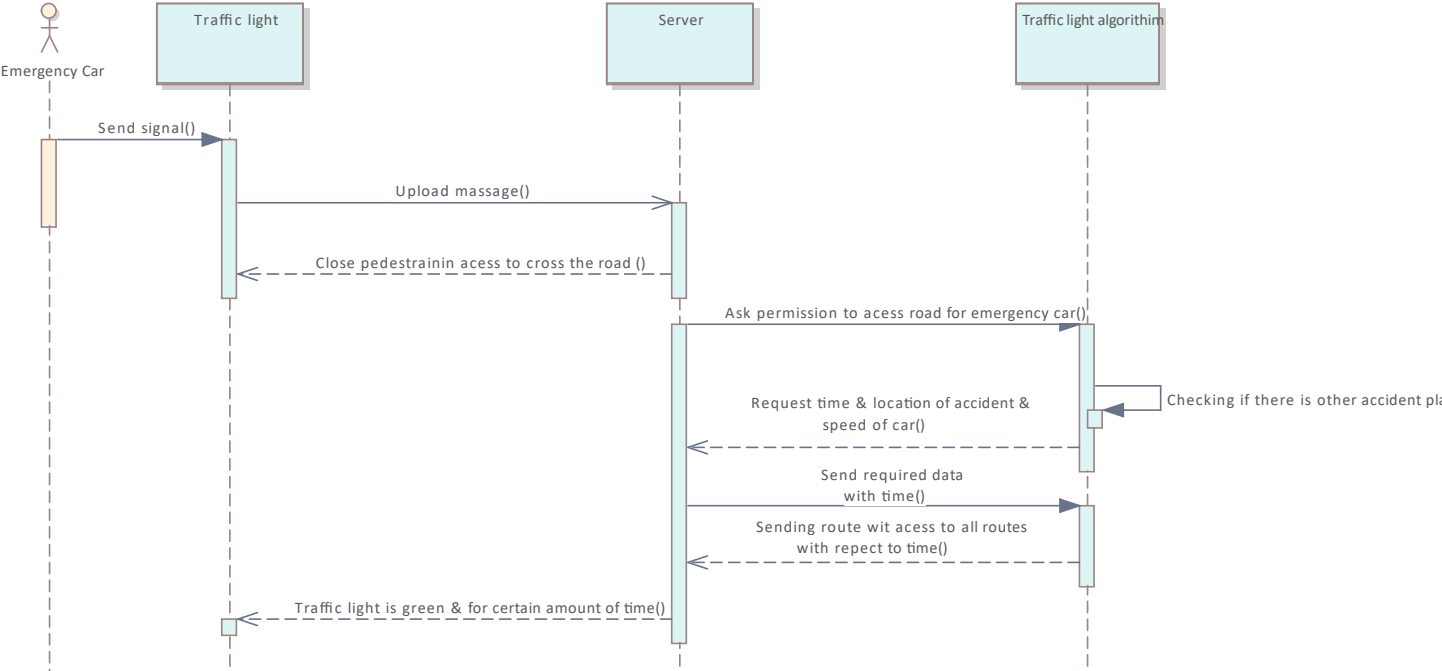 Traffic light
Server
Traffic light algorithim
Emergency Car
Send signal()
Upload massage()
Close pedestrainin acess to cross the road ()
Ask permission to acess road for emergency car()
Checking if there is other accident
Request time & location of accident &
speed of car()
Send required data
with time()
Sending route wit acess to all routes
with repect to time()
Traffic light is green & for certain amount of time()